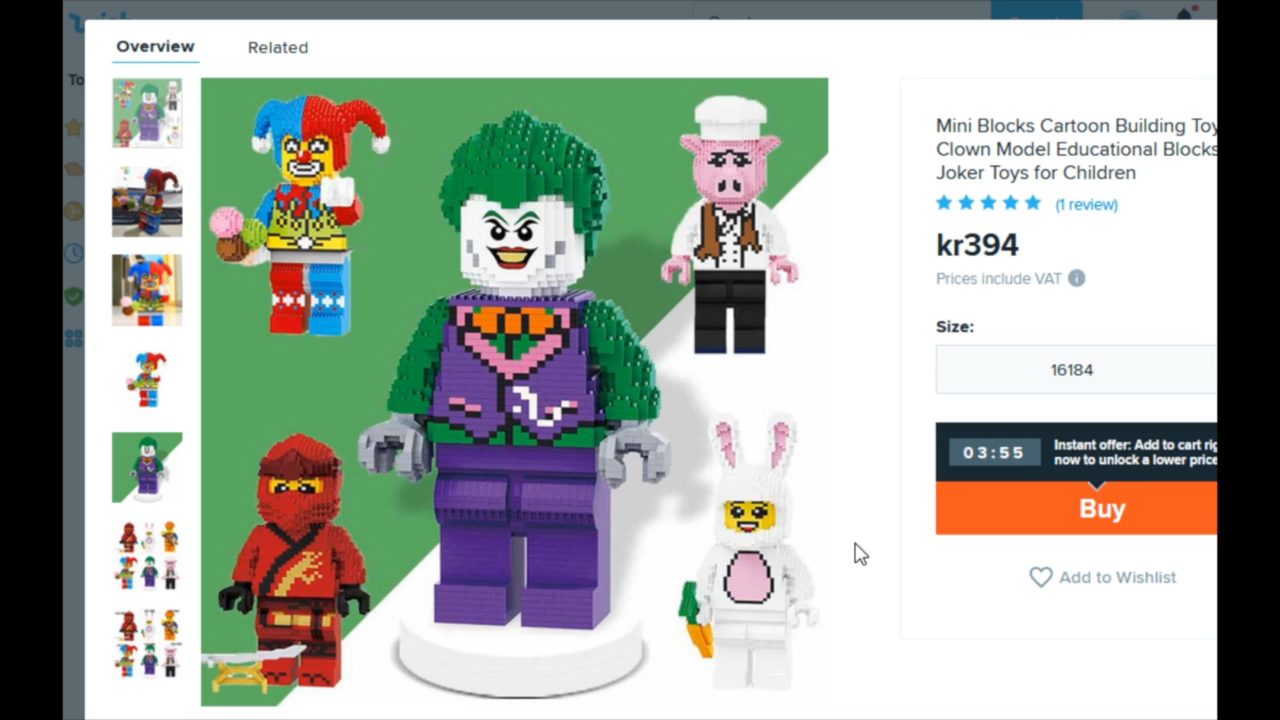 Overview
Related
To
Mini Blocks Cartoon Building Toy
Clown Model Educational Blocks
Joker Toys for Children
(1 review)
kr394
Prices include VAT
Size:
16184
03:55
Instant offer: Add to cart rig
now to unlock a lower price
Buy
Add to Wishlist